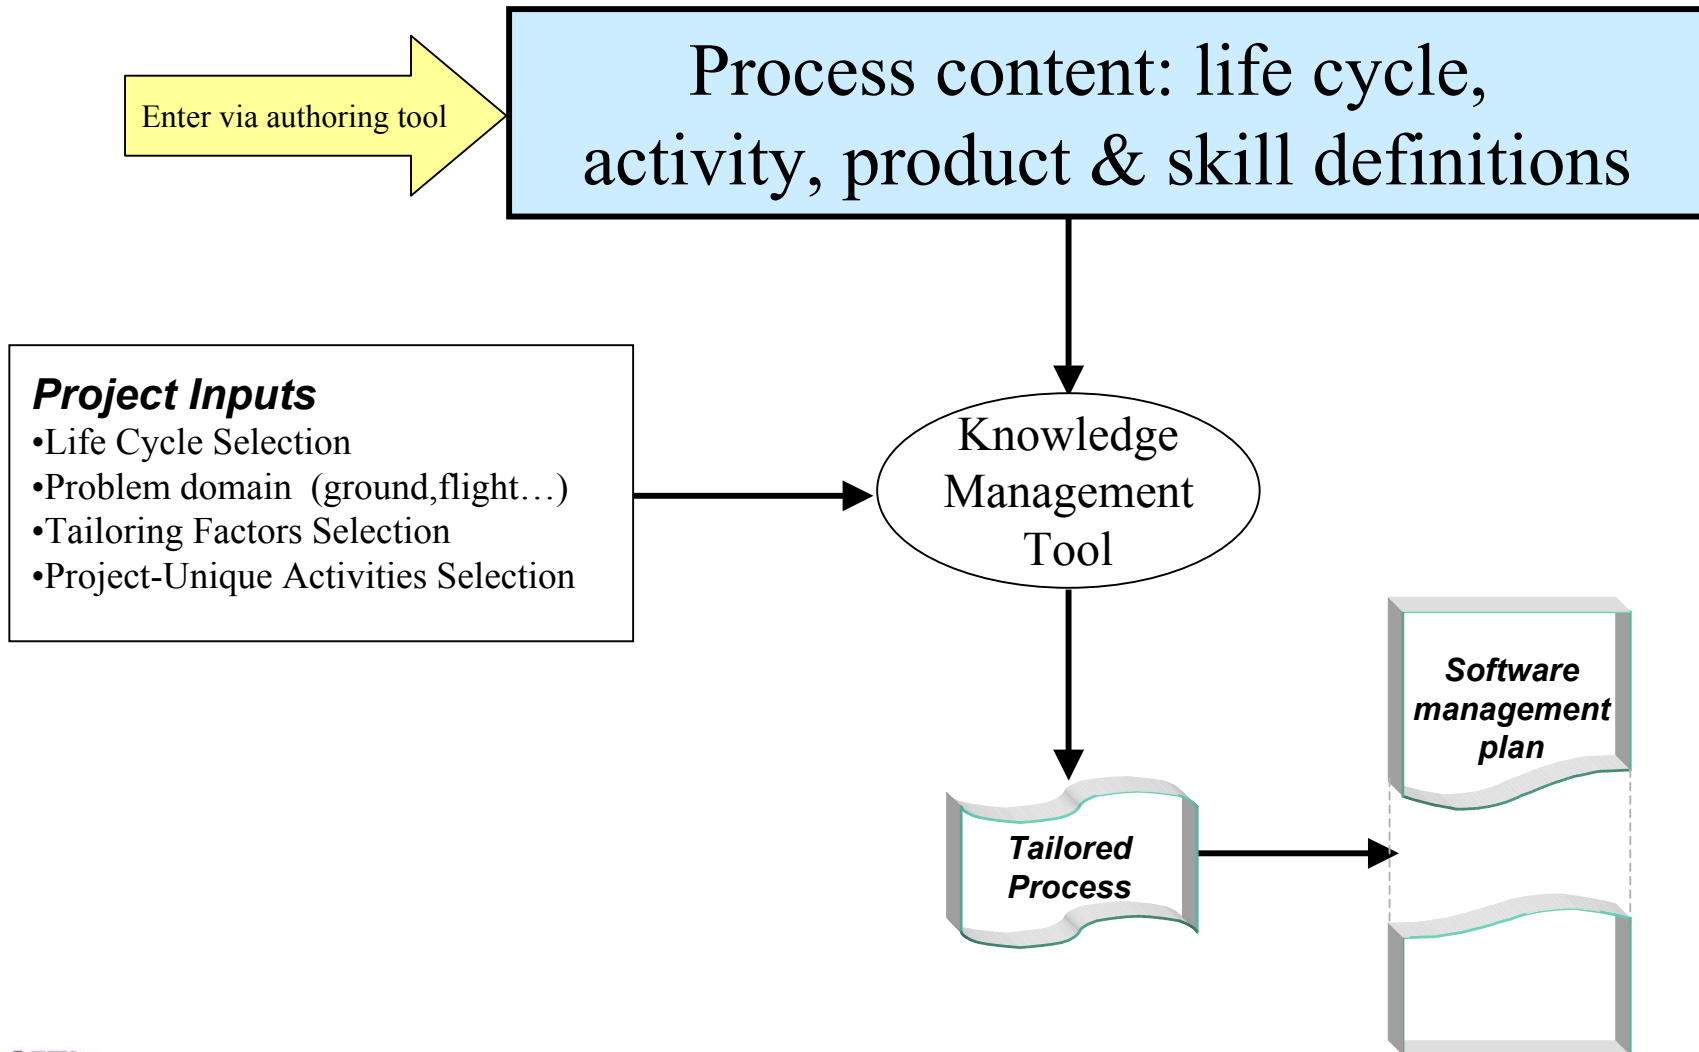 Process content: life cycle,
activity, product & skill definitions
Enter via authoring tool
Project Inputs
•Life Cycle Selection
•Problem domain  (ground,flight…)
•Tailoring Factors Selection
•Project-Unique Activities Selection
Knowledge
Management
Tool
Software
management
plan
Tailored
Process